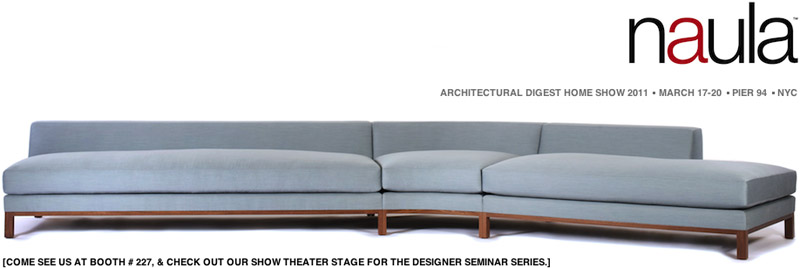 naula™
ARCHITECTURAL DIGEST HOME SHOW 2011 • MARCH 17-20 • PIER 94 • NYC
[COME SEE US AT BOOTH # 227, & CHECK OUT OUR SHOW THEATER STAGE FOR THE DESIGNER SEMINAR SERIES.]